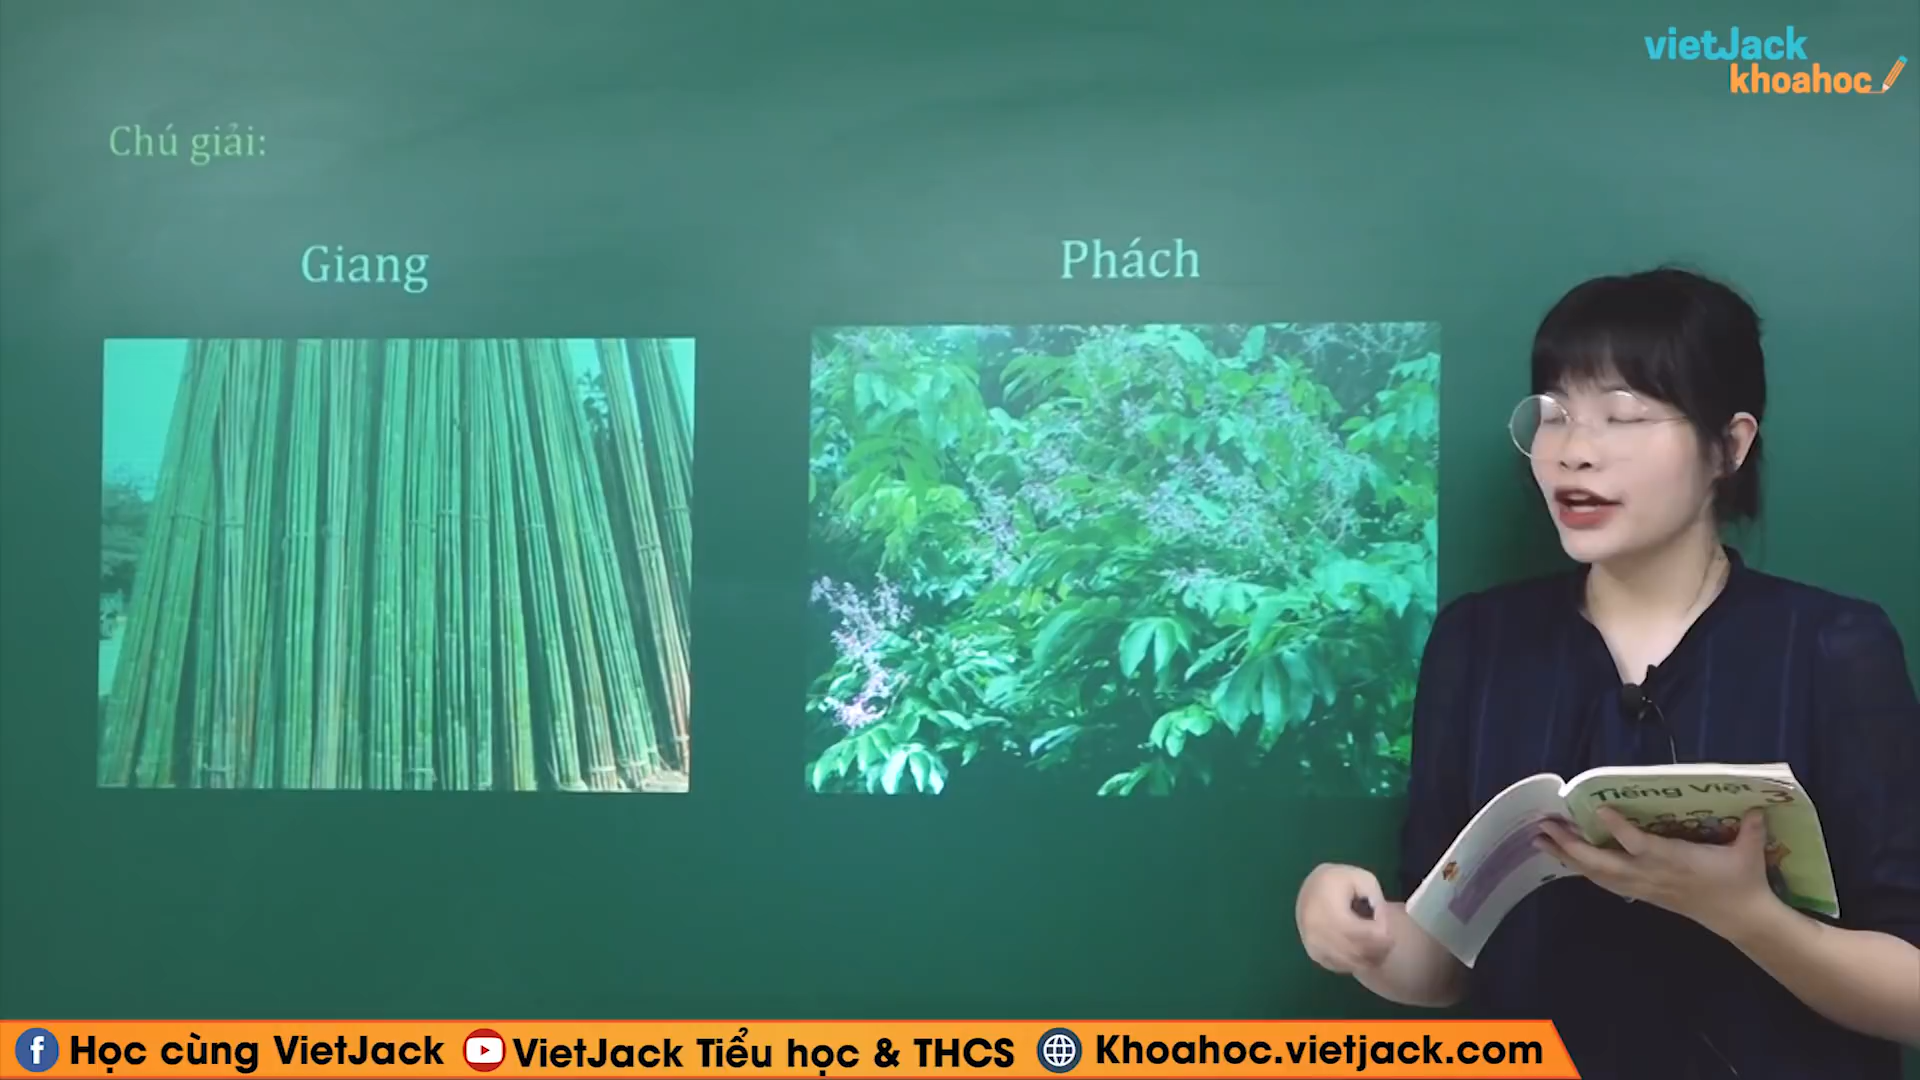 vietJack
khoahoc
Chú giải:
Giang
Phách
Tiếng Việt 3
Học cùng VietJack
VietJack Tiểu học & THCS
Khoahoc.vietjack.com